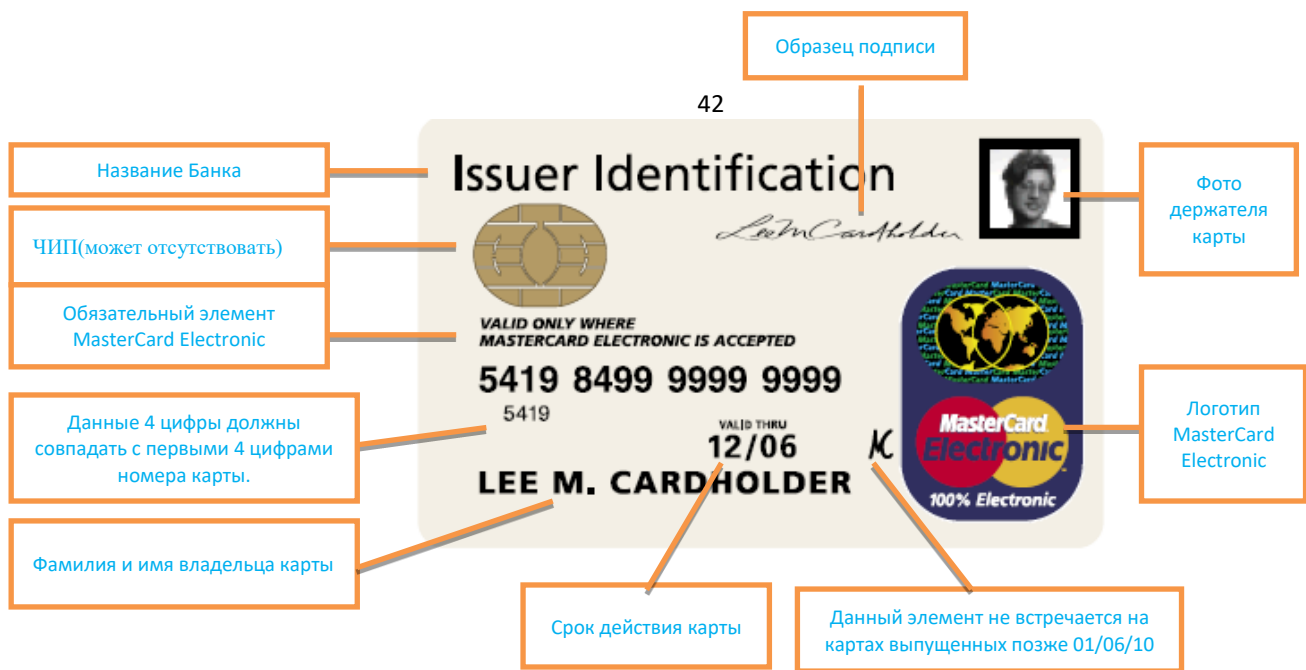 Образец подписи
42
Название Банка
Issuer Identification
Фото
держателя
карты
LeeMCardholder
ЧИП(может отсутствовать)
Обязательный элемент
MasterCard Electronic
VALID ONLY WHERE
MASTERCARD ELECTRONIC IS ACCEPTED
5419 8499 9999 9999
5419
Данные 4 цифры должны
совпадать с первыми 4 цифрами
номера карты.
VALID THRU
12/06
MC
LEE M. CARDHOLDER
MasterCard
Electronic
100% Electronic
Логотип
MasterCard
Electronic
Фамилия и имя владельца карты
Срок действия карты
Данный элемент не встречается на
картах выпущенных позже 01/06/10